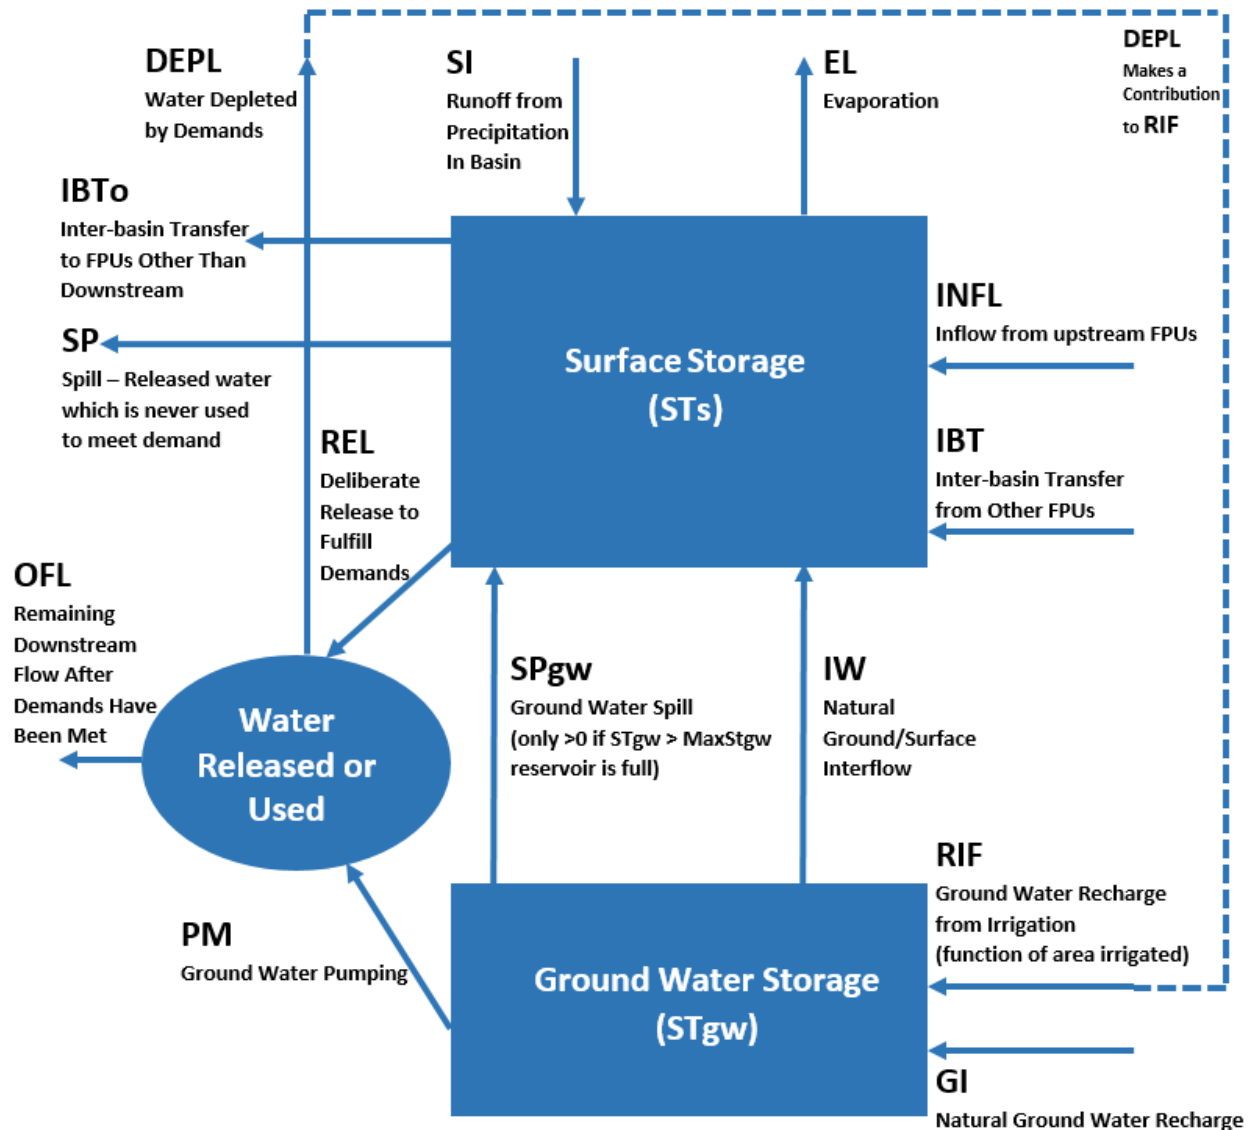 DEPL
Water Depleted
by Demands
SI
Runoff from
Precipitation
In Basin
EL
Evaporation
DEPL
Makes a
Contribution
to RIF
IBTo
Inter-basin Transfer
to FPUs Other Than
Downstream
SP
Spill – Released water
which is never used
to meet demand
Surface Storage
(STs)
INFL
Inflow from upstream FPUs
IBT
Inter-basin Transfer
from Other FPUs
REL
Deliberate
Release to
Fulfill
Demands
OFL
Remaining
Downstream
Flow After
Demands Have
Been Met
Water
Released or
Used
SPgw
Ground Water Spill
(only >0 if STgw > MaxStgw
reservoir is full)
IW
Natural
Ground/Surface
Interflow
PM
Ground Water Pumping
Ground Water Storage
(STgw)
RIF
Ground Water Recharge
from Irrigation
(function of area irrigated)
GI
Natural Ground Water Recharge